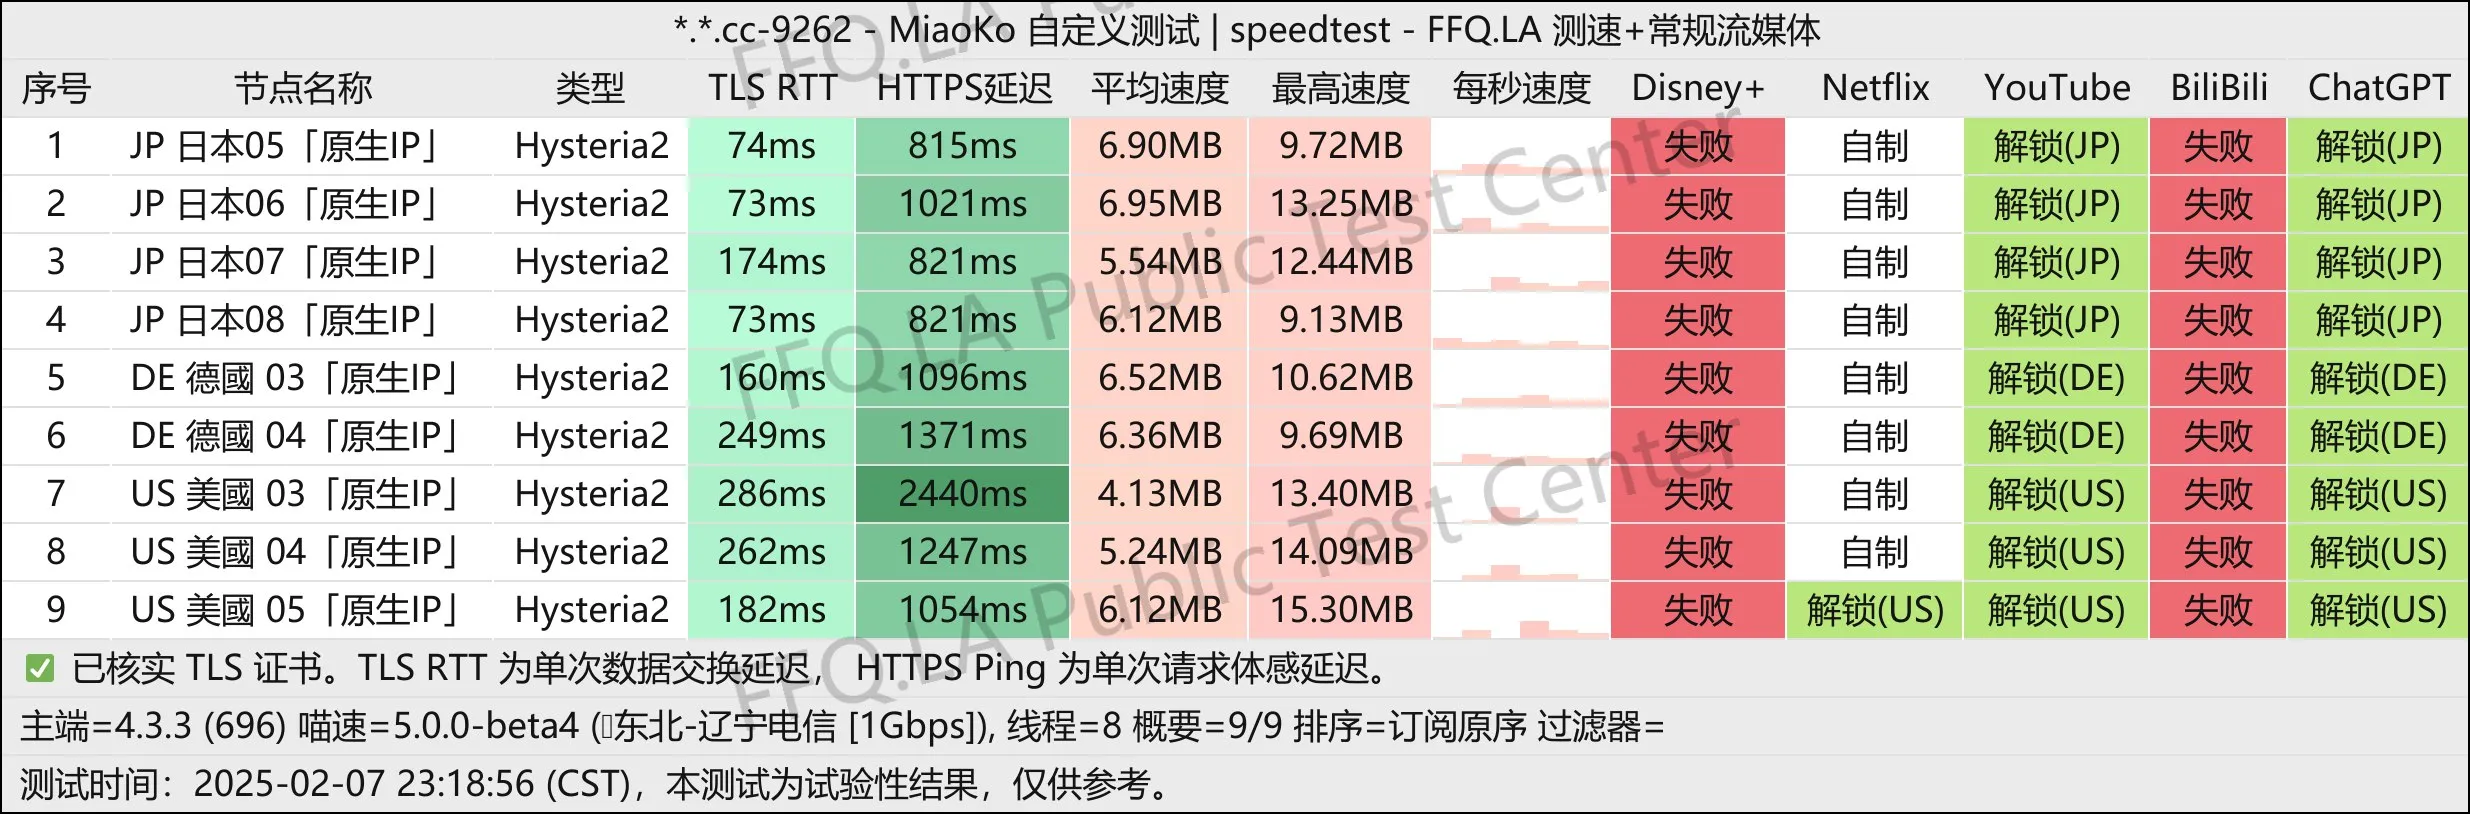 *.*.cc-9262 - MiaoKo 自定义测试 | speedtest - FFQ.LA 测速+常规流媒体
序号 节点名称 类型 TLS RTT HTTPS延迟 平均速度 最高速度 每秒速度 Disney+ Netflix YouTube BiliBili ChatGPT
1 JP 日本05「原生IP」 Hysteria2 74ms 815ms 6.90MB 9.72MB 失败 自制 解锁(JP) 失败 解锁(JP)
2 JP 日本06「原生IP」 Hysteria2 73ms 1021ms 6.95MB 13.25MB 失败 自制 解锁(JP) 失败 解锁(JP)
3 JP 日本07「原生IP」 Hysteria2 174ms 821ms 5.54MB 12.44MB 失败 自制 解锁(JP) 失败 解锁(JP)
4 JP 日本08「原生IP」 Hysteria2 73ms 821ms 6.12MB 9.13MB 失败 自制 解锁(JP) 失败 解锁(JP)
5 DE 德國 03「原生IP」 Hysteria2 160ms 1096ms 6.52MB 10.62MB 失败 自制 解锁(DE) 失败 解锁(DE)
6 DE 德國 04「原生IP」 Hysteria2 249ms 1371ms 6.36MB 9.69MB 失败 自制 解锁(DE) 失败 解锁(DE)
7 US 美國 03「原生IP」 Hysteria2 286ms 2440ms 4.13MB 13.40MB 失败 自制 解锁(US) 失败 解锁(US)
8 US 美國 04「原生IP」 Hysteria2 262ms 1247ms 5.24MB 14.09MB 失败 自制 解锁(US) 失败 解锁(US)
9 US 美國 05「原生IP」 Hysteria2 182ms 1054ms 6.12MB 15.30MB 失败 解锁(US) 解锁(US) 失败 解锁(US)
✅ 已核实 TLS 证书。TLS RTT 为单次数据交换延迟， HTTPS Ping 为单次请求体感延迟。
主端=4.3.3 (696) 喵速=5.0.0-beta4 (东北-辽宁电信 [1Gbps]), 线程=8 概要=9/9 排序=订阅原序 过滤器=
测试时间：2025-02-07 23:18:56 (CST)，本测试为试验性结果，仅供参考。
FFQ.LA Public Test Center
FFQ.LA Public Test Center
FFQ.LA Public Test Center